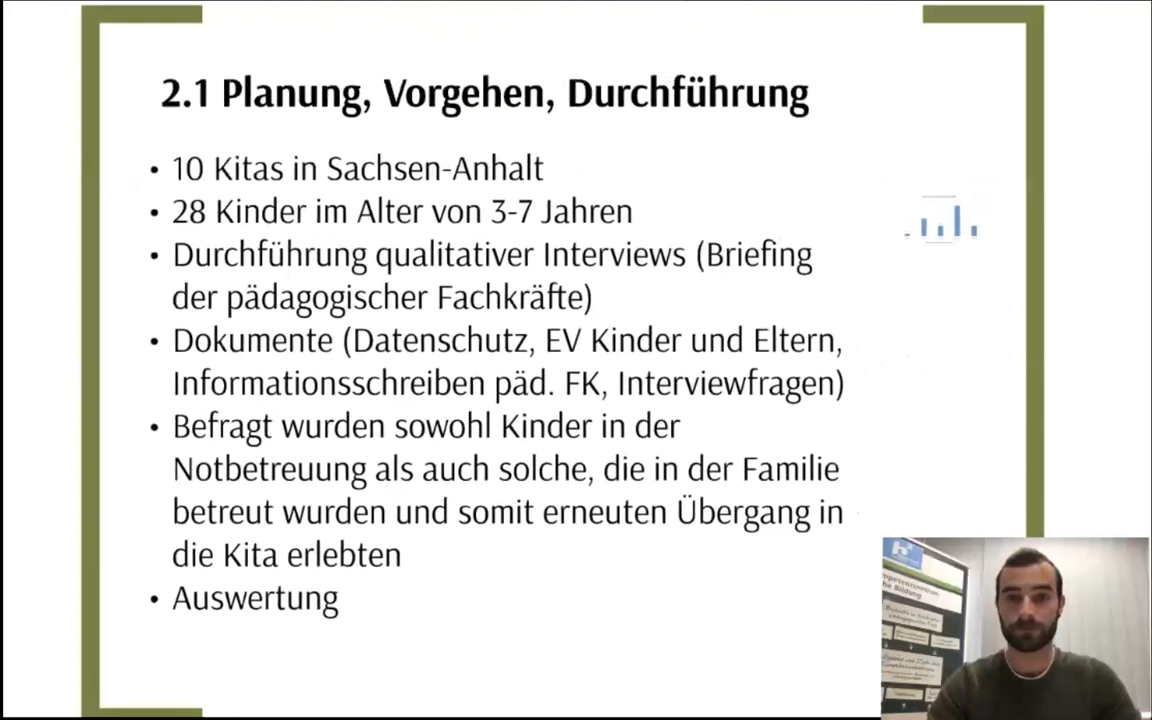 2.1 Planung, Vorgehen, Durchführung
• 10 Kitas in Sachsen-Anhalt
• 28 Kinder im Alter von 3-7 Jahren
• Durchführung qualitativer Interviews (Briefing
der pädagogischer Fachkräfte)
• Dokumente (Datenschutz, EV Kinder und Eltern,
Informationsschreiben päd. FK, Interviewfragen)
• Befragt wurden sowohl Kinder in der
Notbetreuung als auch solche, die in der Familie
betreut wurden und somit erneuten Übergang in
die Kita erlebten
• Auswertung
h²
Bildung